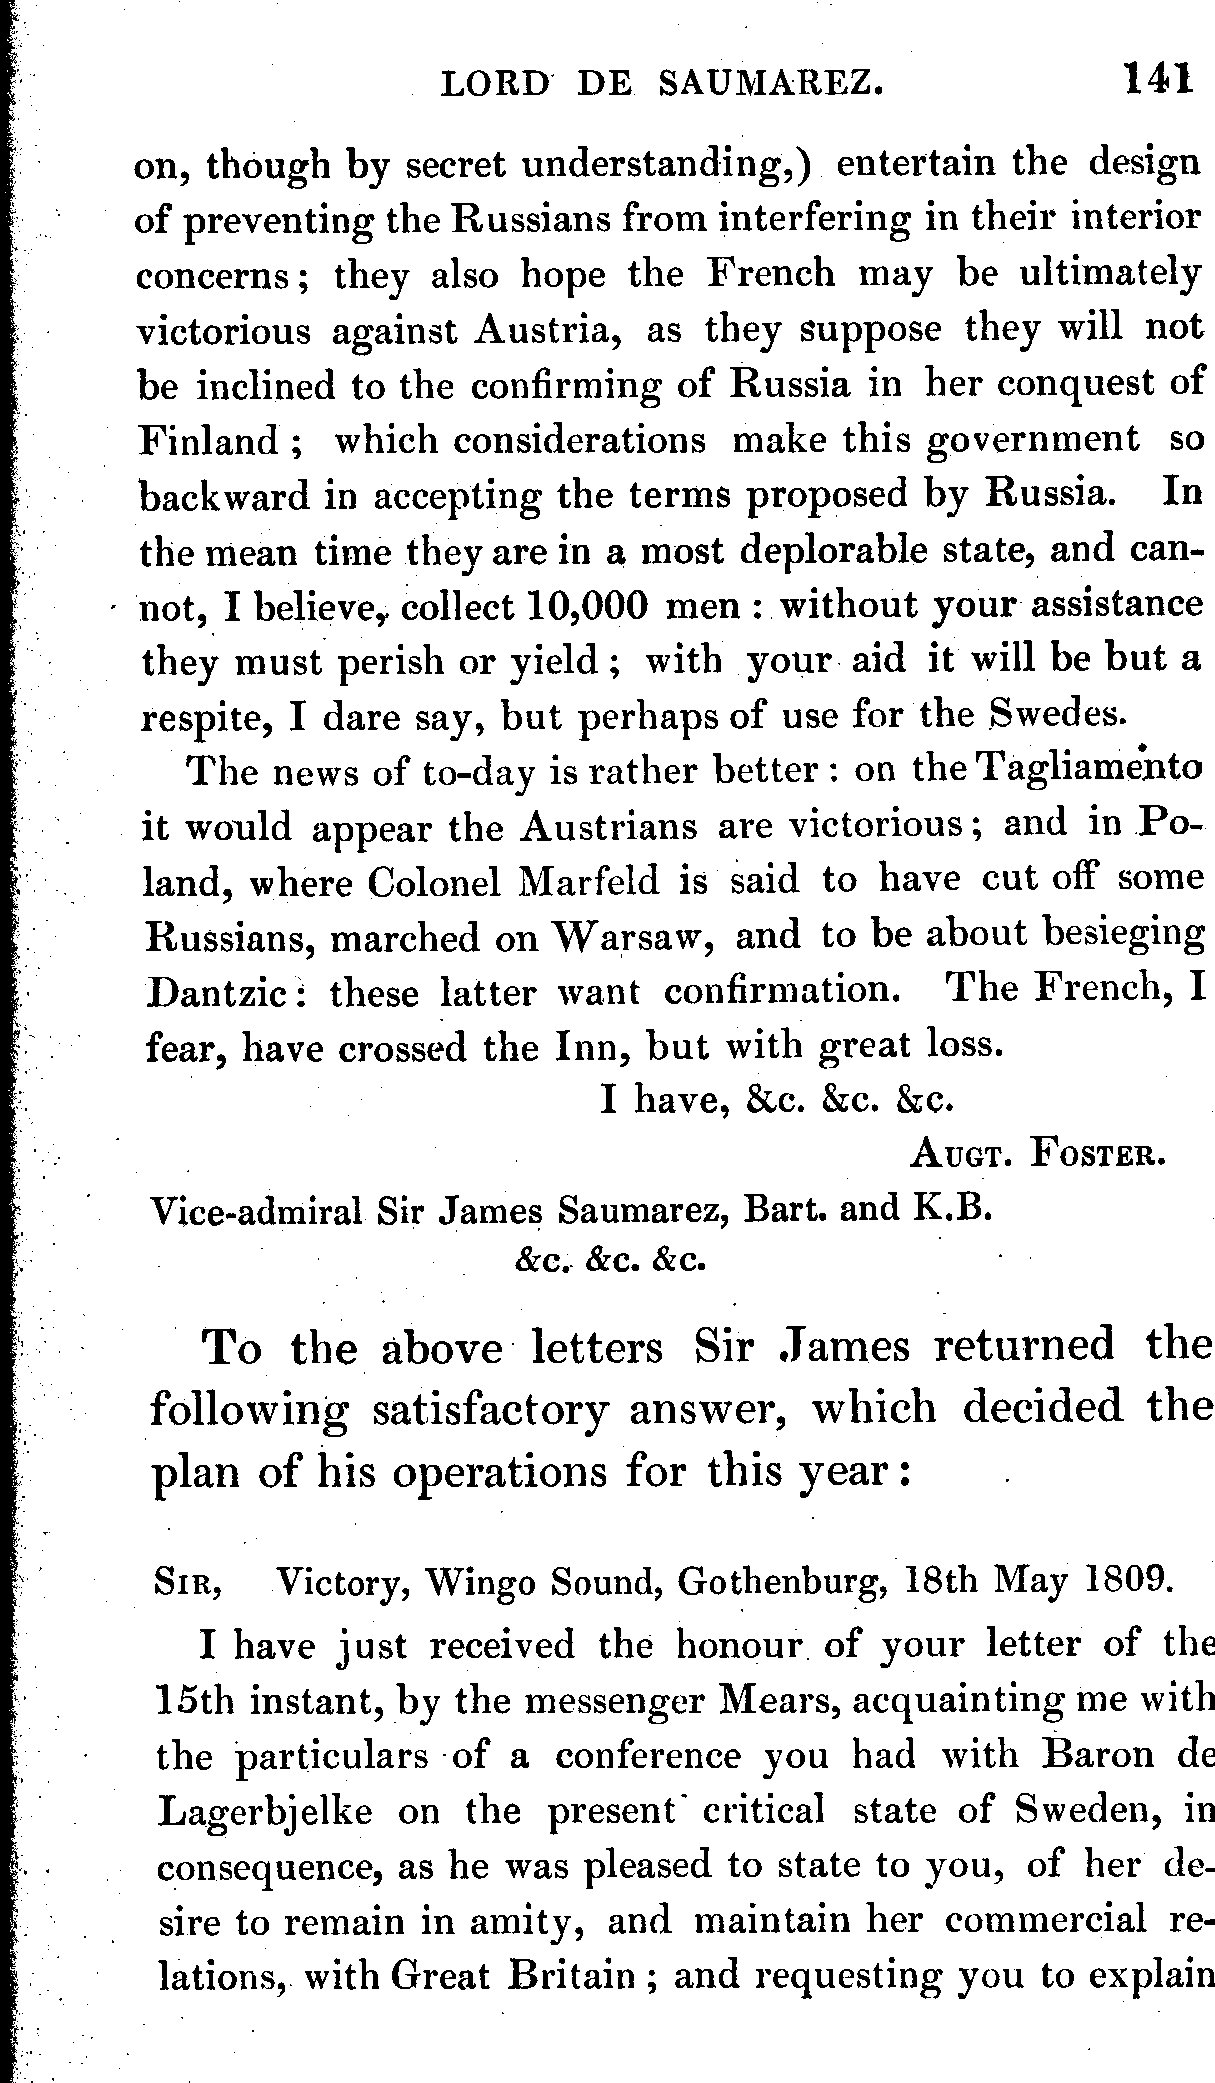 LORD DE SAUMAREZ. 141
on, though by secret understanding,) entertain the design
of preventing the Russians from interfering in their interior
concerns; they also hope the French may be ultimately
victorious against Austria, as they suppose they will not
be inclined to the confirming of Russia in her conquest of
Finland; which considerations make this government so
backward in accepting the terms proposed by Russia. In
the mean time they are in a most deplorable state, and can-
not, I believe, collect 10,000 men: without your assistance
they must perish or yield; with your aid it will be but a
respite, I dare say, but perhaps of use for the Swedes.
The news of to-day is rather better: on the Tagliamento
it would appear the Austrians are victorious; and in Po-
land, where Colonel Marfeld is said to have cut off some
Russians, marched on Warsaw, and to be about besieging
Dantzic: these latter want confirmation. The French, I
fear, have crossed the Inn, but with great loss.
I have, &c. &c. &c.
AUGT. FOSTER.
Vice-admiral Sir James Saumarez, Bart. and K.B.
&c. &c. &c.
To the above letters Sir James returned the
following satisfactory answer, which decided the
plan of his operations for this year:
SIR, Victory, Wingo Sound, Gothenburg, 18th May 1809.
I have just received the honour of your letter of the
15th instant, by the messenger Mears, acquainting me with
the particulars of a conference you had with Baron de
Lagerbjelke on the present critical state of Sweden, in
consequence, as he was pleased to state to you, of her de-
sire to remain in amity, and maintain her commercial re-
lations, with Great Britain; and requesting you to explain